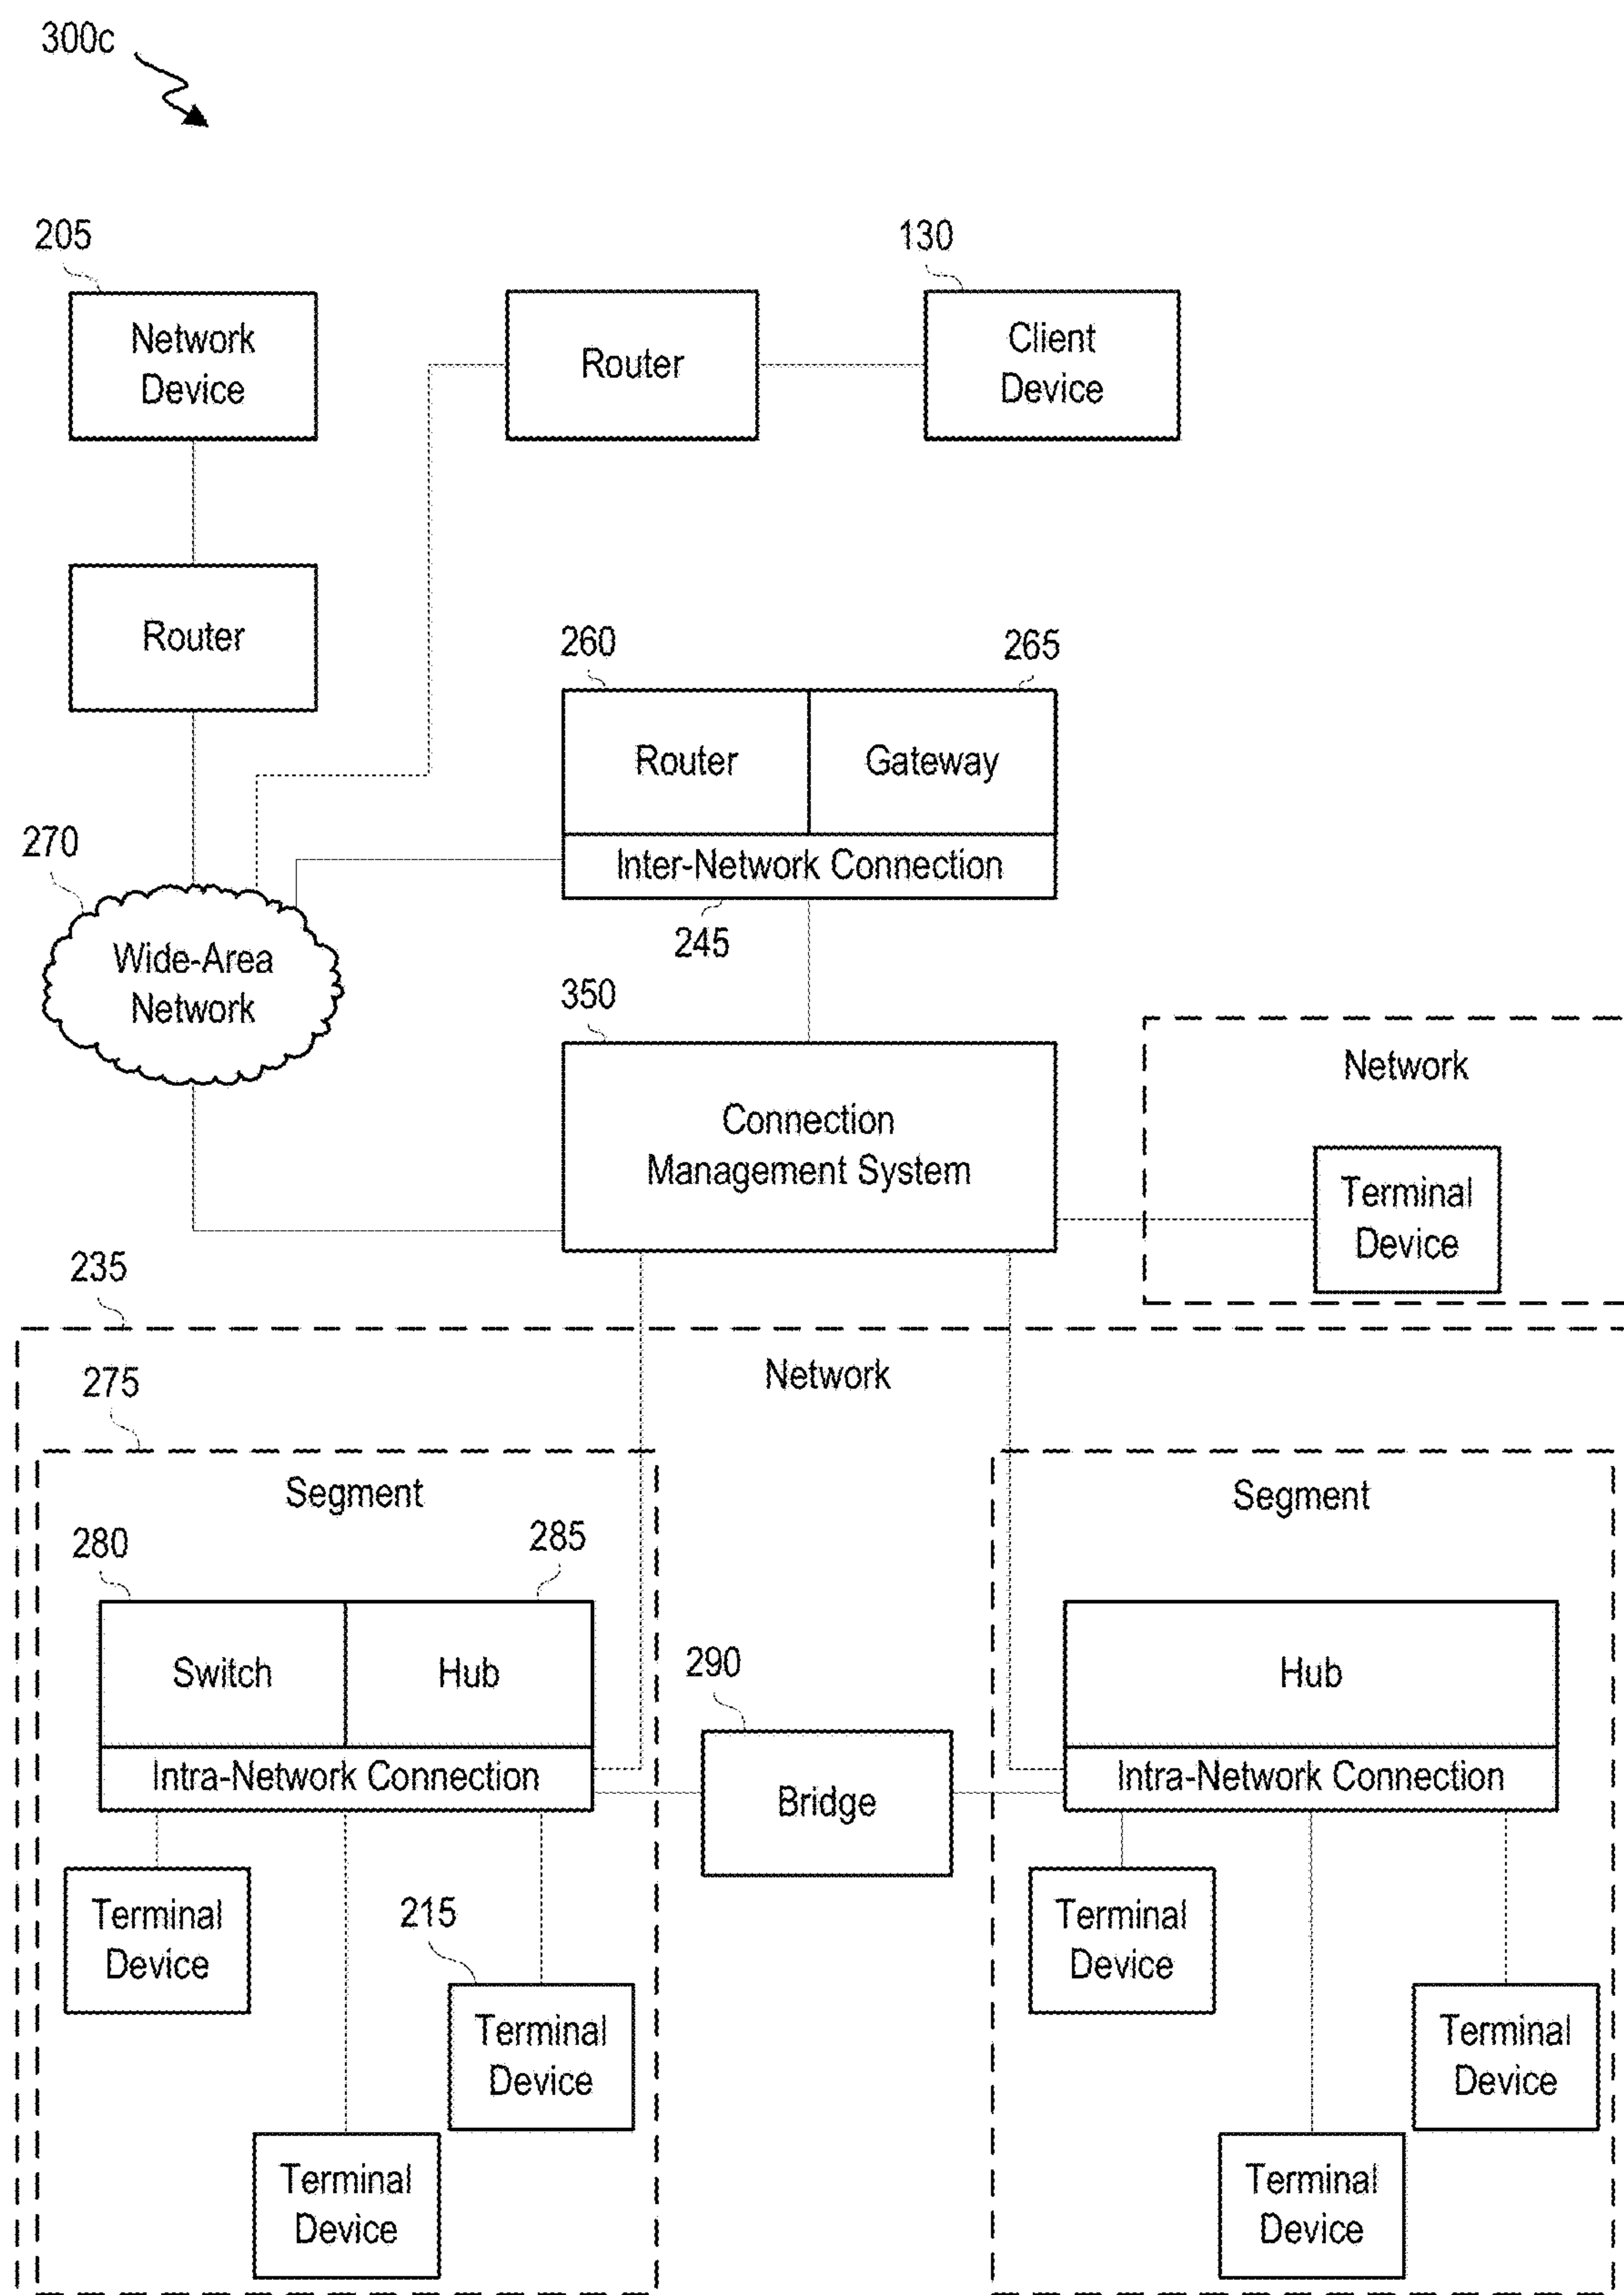 300c
205
130
Network
Device
Router
Client
Device
Router
260
265
Router
Gateway
Inter-Network Connection
245
270
Wide-Area
Network
350
Connection
Management System
Network
Terminal
Device
235
Network
275
Segment
Segment
280
285
Switch
Hub
Intra-Network Connection
290
Bridge
Hub
Intra-Network Connection
Terminal
Device
215
Terminal
Device
Terminal
Device
Terminal
Device
Terminal
Device
Terminal
Device